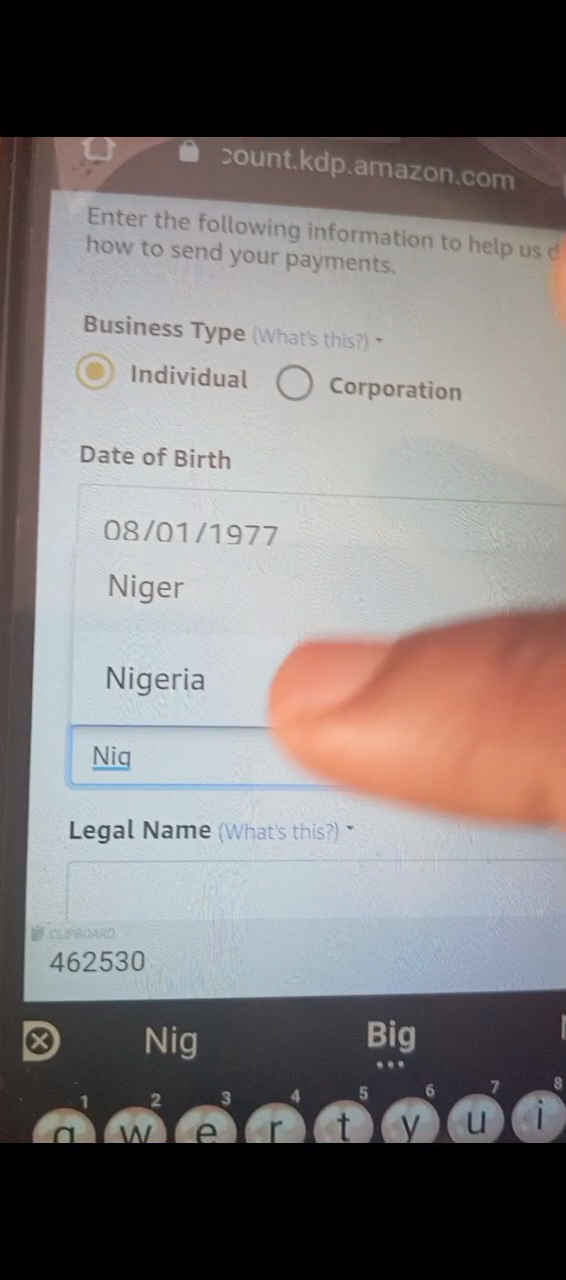 count.kdp.amazon.com
Enter the following information to help us d
how to send your payments.
Business Type (What's this?)
Individual Corporation
Date of Birth
08/01/1977
Niger
Nigeria
Nig
Legal Name (What's this?)
CLIPBOARD
462530
Nig Big
1 2 3 4 5 6 7 8
q w e r t y u i